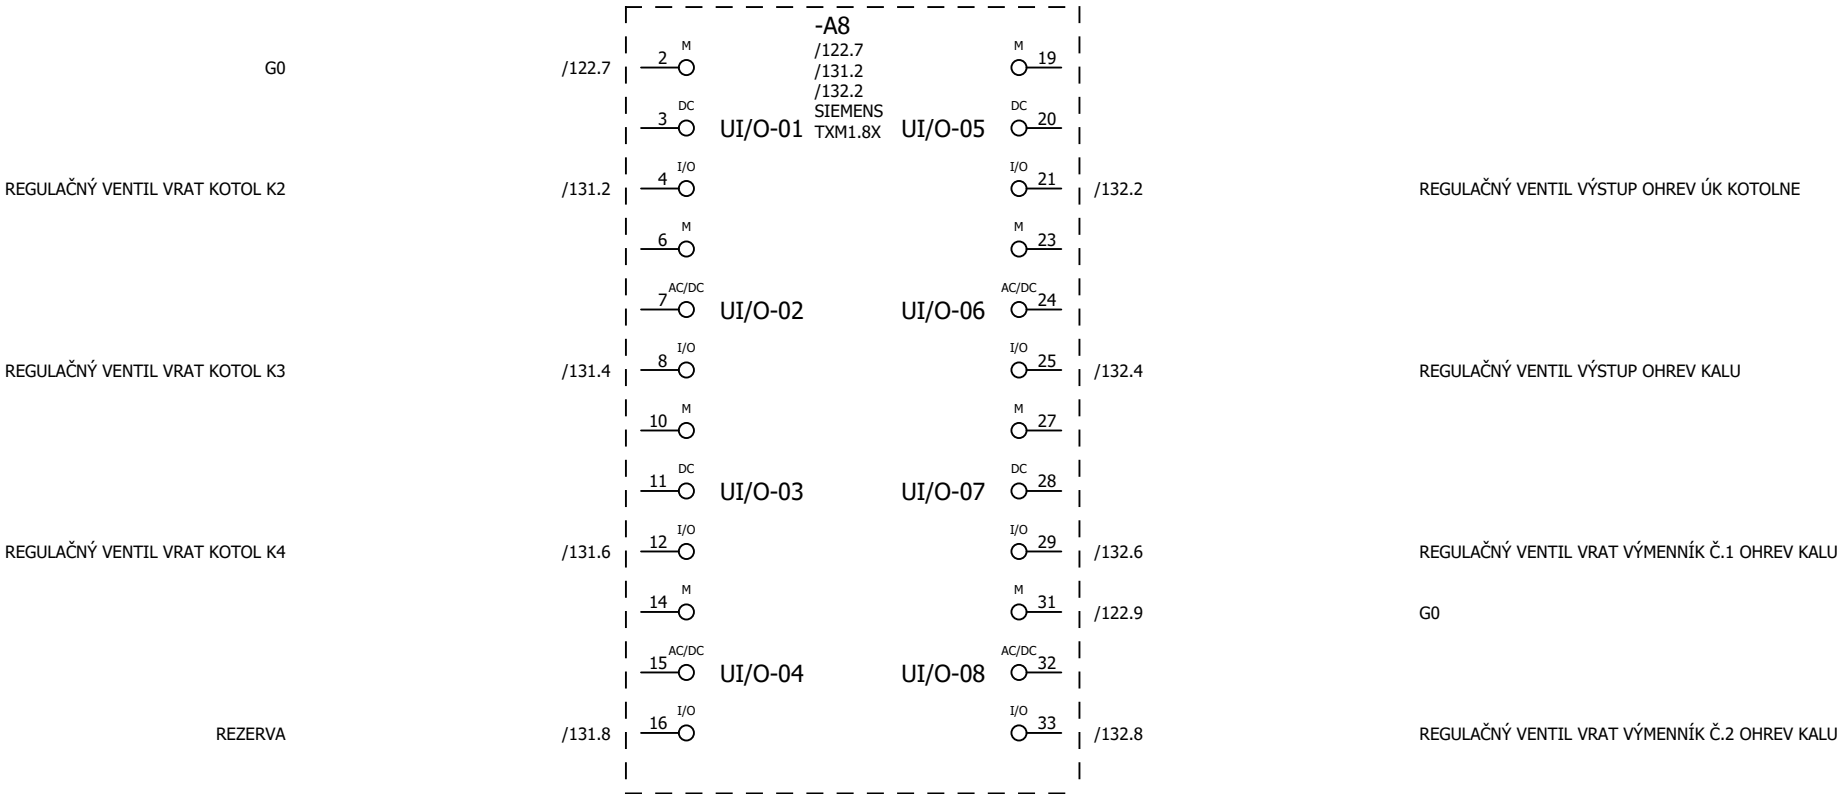 -A8
/122.7
/131.2
/132.2
SIEMENS
TXM1.8X
G0 /122.7 2 M M 19
3 DC UI/O-01 UI/O-05 DC 20
REGULAČNÝ VENTIL VRAT KOTOL K2 /131.2 4 I/O I/O 21 /132.2 REGULAČNÝ VENTIL VÝSTUP OHREV ÚK KOTOLNE
6 M M 23
7 AC/DC UI/O-02 UI/O-06 AC/DC 24
REGULAČNÝ VENTIL VRAT KOTOL K3 /131.4 8 I/O I/O 25 /132.4 REGULAČNÝ VENTIL VÝSTUP OHREV KALU
10 M M 27
11 DC UI/O-03 UI/O-07 DC 28
REGULAČNÝ VENTIL VRAT KOTOL K4 /131.6 12 I/O I/O 29 /132.6 REGULAČNÝ VENTIL VRAT VÝMENNÍK Č.1 OHREV KALU
14 M M 31 /122.9 G0
15 AC/DC UI/O-04 UI/O-08 AC/DC 32
REZERVA /131.8 16 I/O I/O 33 /132.8 REGULAČNÝ VENTIL VRAT VÝMENNÍK Č.2 OHREV KALU